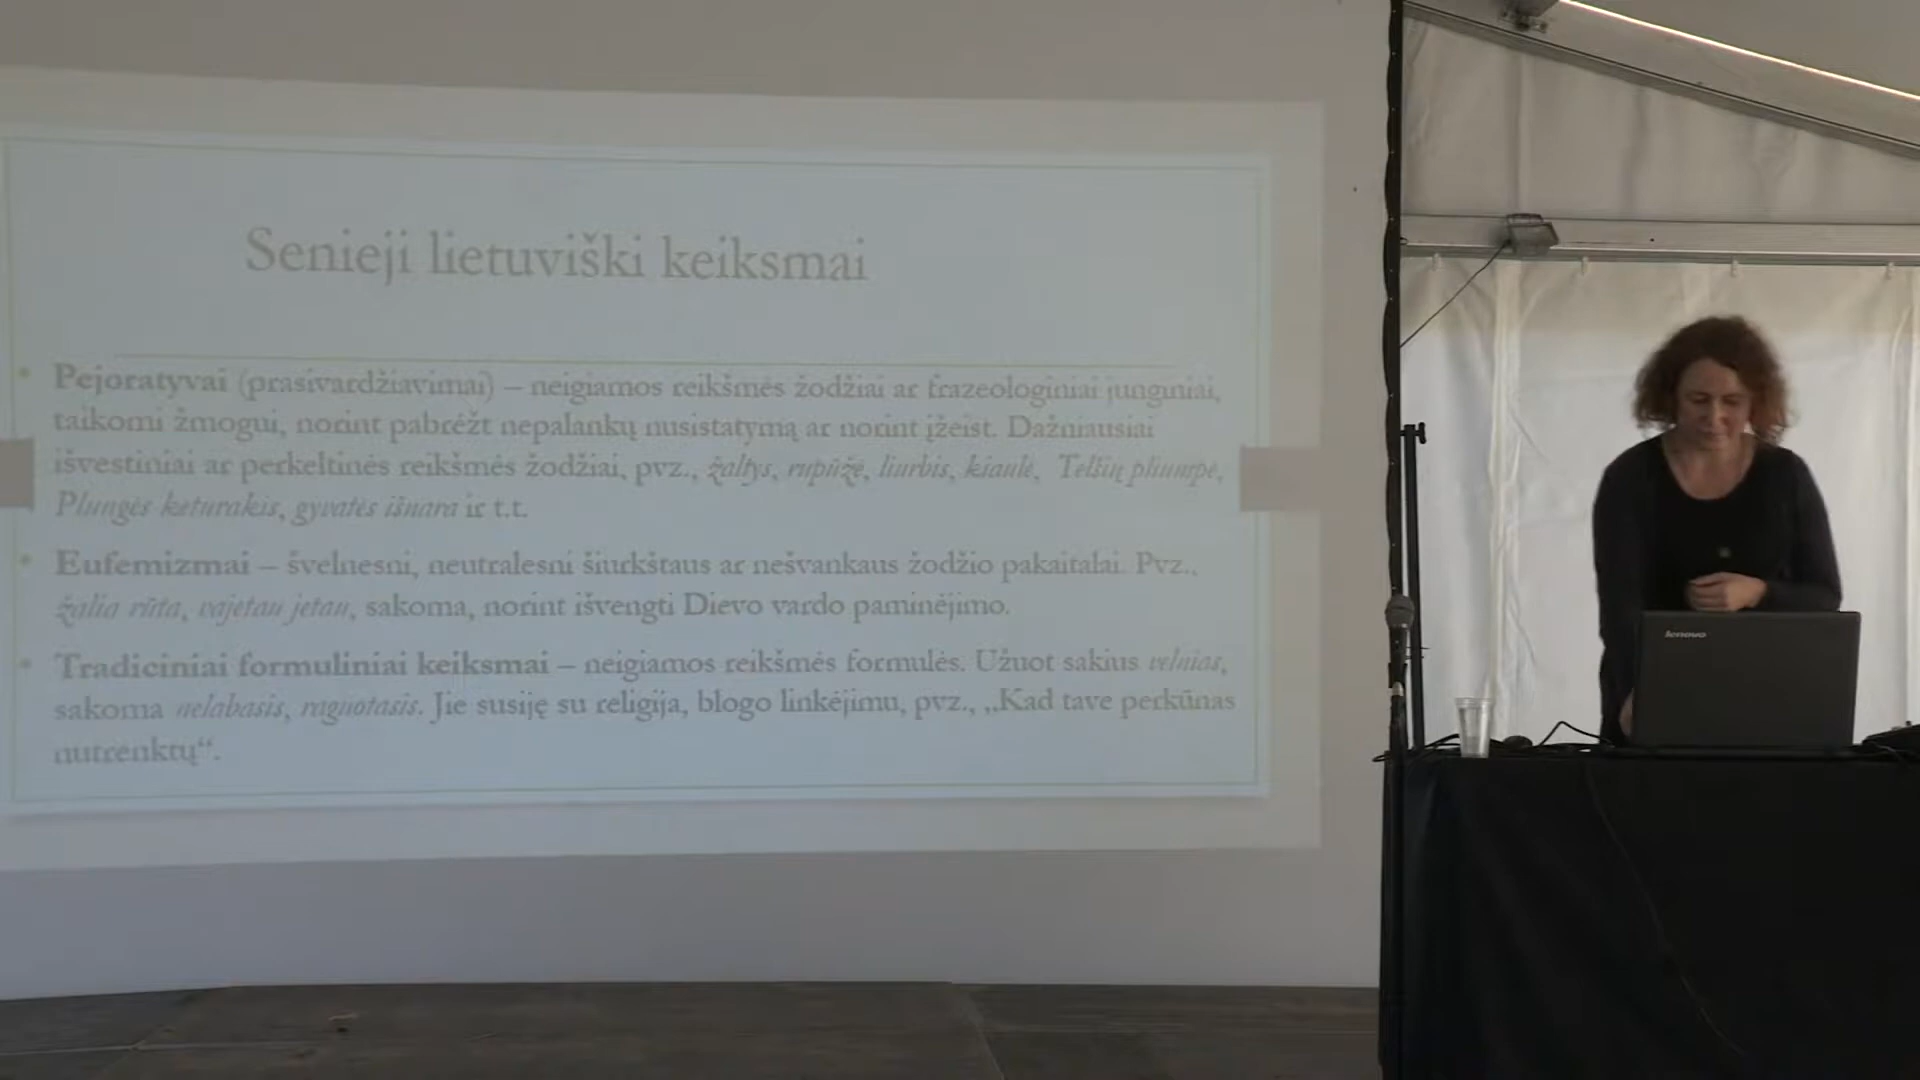 Senieji lietuviški keiksmai
Pejoratyvai (prasivardžiavimai) – neigiamos reikšmės žodžiai ar frazeologiniai junginiai,
taikomi žmogui, norint pabrėžt nepalankų nusistatymą ar norint įžeist. Dažniausiai
išvestiniai ar perkeltinės reikšmės žodžiai, pvz., žaltys, rupūžė, liurbis, kiaulė, Telšių pliumpė,
Plungės keturakis, gyvatės išnara ir t.t.
Eufemizmai – švelnesni, neutralesni šiurkštaus ar nešvankaus žodžio pakaitalai. Pvz.,
žalia rūta, vajetau jetau, sakoma, norint išvengti Dievo vardo paminėjimo.
Tradiciniai formuliniai keiksmai – neigiamos reikšmės formulės. Užuot sakius velnias,
sakoma nelabasis, raguotasis. Jie susiję su religija, blogo linkėjimu, pvz., „Kad tave perkūnas
nutrenktų“.
lenovo